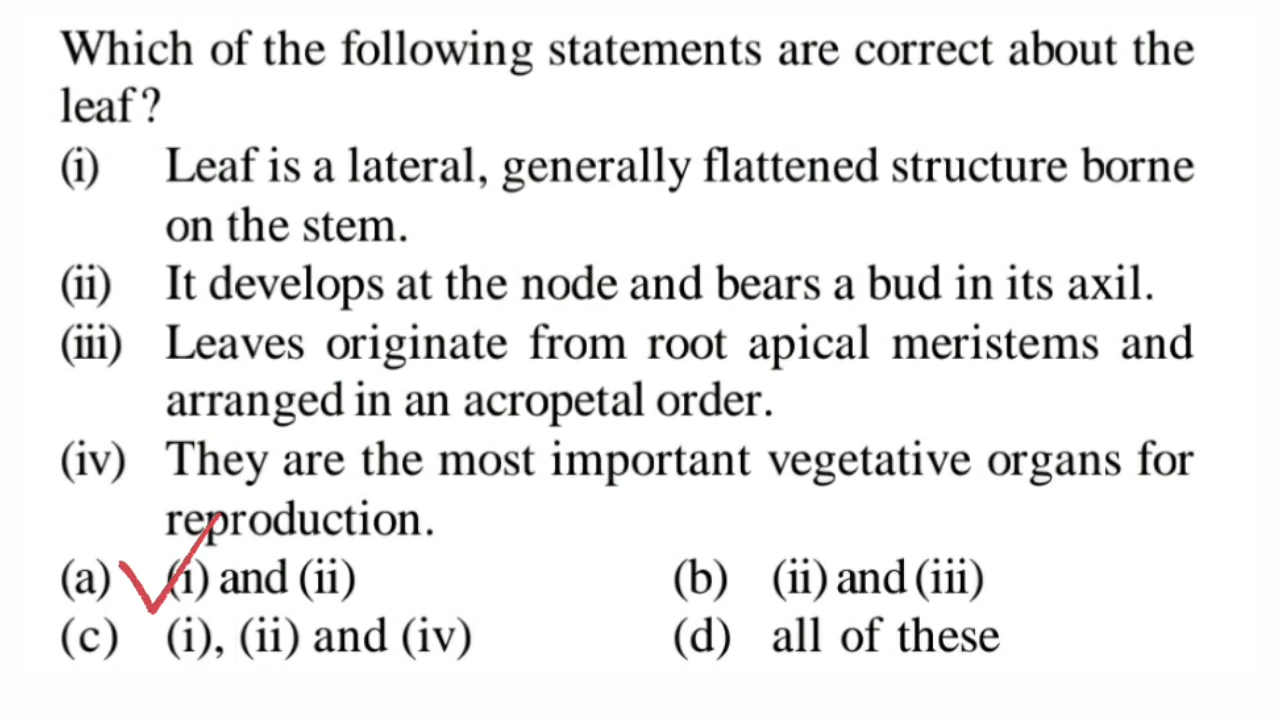 Which of the following statements are correct about the
leaf?
(i) Leaf is a lateral, generally flattened structure borne
on the stem.
(ii) It develops at the node and bears a bud in its axil.
(iii) Leaves originate from root apical meristems and
arranged in an acropetal order.
(iv) They are the most important vegetative organs for
reproduction.
(a) (i) and (ii) (b) (ii) and (iii)
(c) (i), (ii) and (iv) (d) all of these